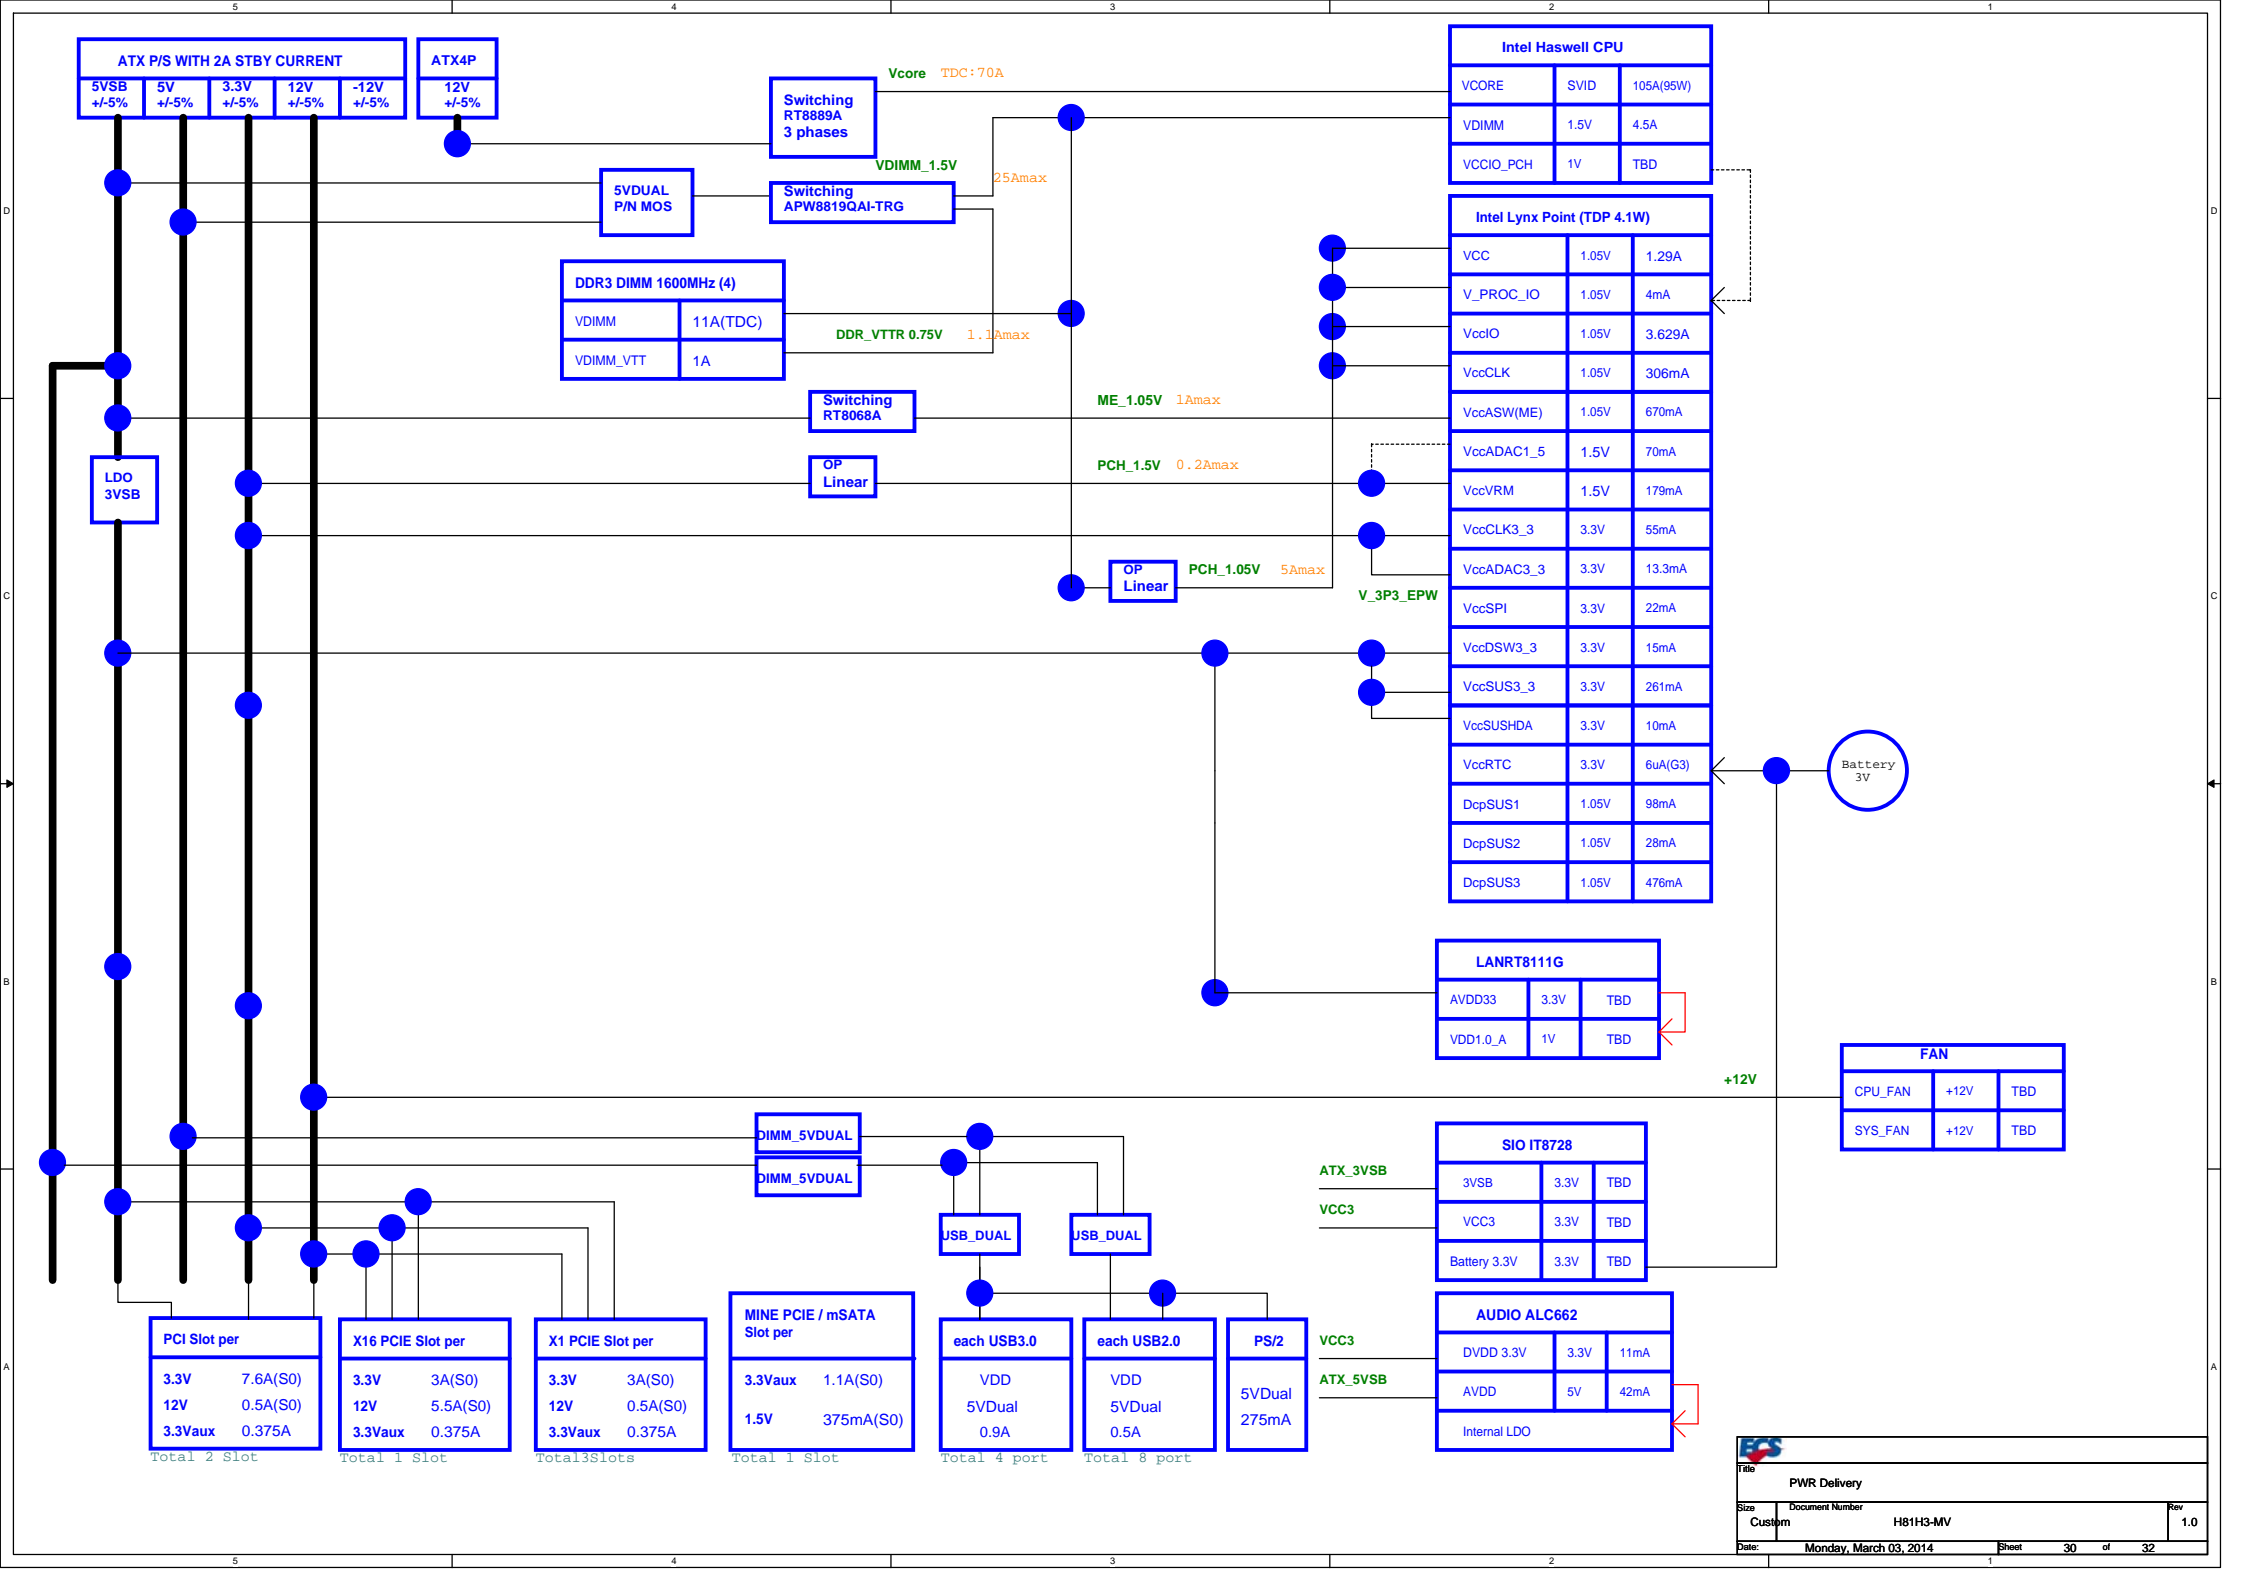 5 4 3 2 1
ATX P/S WITH 2A STBY CURRENT
5VSB 5V 3.3V 12V -12V
+/-5% +/-5% +/-5% +/-5% +/-5%
ATX4P
12V
+/-5%
Switching
RT8889A
3 phases
Vcore TDC:70A
VDIMM_1.5V
25Amax
5VDUAL
P/N MOS
Switching
APW8819QAI-TRG
DDR3 DIMM 1600MHz (4)
VDIMM 11A(TDC)
VDIMM_VTT 1A
DDR_VTTR 0.75V 1.1Amax
Switching
RT8068A
ME_1.05V 1Amax
LDO
3VSB
OP
Linear
PCH_1.5V 0.2Amax
OP
Linear
PCH_1.05V 5Amax
V_3P3_EPW
Intel Haswell CPU
VCORE SVID 105A(95W)
VDIMM 1.5V 4.5A
VCCIO_PCH 1V TBD
Intel Lynx Point (TDP 4.1W)
VCC 1.05V 1.29A
V_PROC_IO 1.05V 4mA
VccIO 1.05V 3.629A
VccCLK 1.05V 306mA
VccASW(ME) 1.05V 670mA
VccADAC1_5 1.5V 70mA
VccVRM 1.5V 179mA
VccCLK3_3 3.3V 55mA
VccADAC3_3 3.3V 13.3mA
VccSPI 3.3V 22mA
VccDSW3_3 3.3V 15mA
VccSUS3_3 3.3V 261mA
VccSUSHDA 3.3V 10mA
VccRTC 3.3V 6uA(G3)
DcpSUS1 1.05V 98mA
DcpSUS2 1.05V 28mA
DcpSUS3 1.05V 476mA
Battery
3V
LANRT8111G
AVDD33 3.3V TBD
VDD1.0_A 1V TBD
+12V
FAN
CPU_FAN +12V TBD
SYS_FAN +12V TBD
DIMM_5VDUAL
DIMM_5VDUAL
USB_DUAL USB_DUAL
ATX_3VSB
VCC3
SIO IT8728
3VSB 3.3V TBD
VCC3 3.3V TBD
Battery 3.3V 3.3V TBD
PCI Slot per
3.3V 7.6A(S0)
12V 0.5A(S0)
3.3Vaux 0.375A
Total 2 Slot
X16 PCIE Slot per
3.3V 3A(S0)
12V 5.5A(S0)
3.3Vaux 0.375A
Total 1 Slot
X1 PCIE Slot per
3.3V 3A(S0)
12V 0.5A(S0)
3.3Vaux 0.375A
Total3Slots
MINE PCIE / mSATA
Slot per
3.3Vaux 1.1A(S0)
1.5V 375mA(S0)
Total 1 Slot
each USB3.0
VDD
5VDual
0.9A
Total 4 port
each USB2.0
VDD
5VDual
0.5A
Total 8 port
PS/2
5VDual
275mA
VCC3
ATX_5VSB
AUDIO ALC662
DVDD 3.3V 3.3V 11mA
AVDD 5V 42mA
Internal LDO
ECS
Title
PWR Delivery
Size Document Number Rev
Custom H81H3-MV 1.0
Date: Monday, March 03, 2014 Sheet 30 of 32
D D
C C
B B
A A
5 4 3 2 1